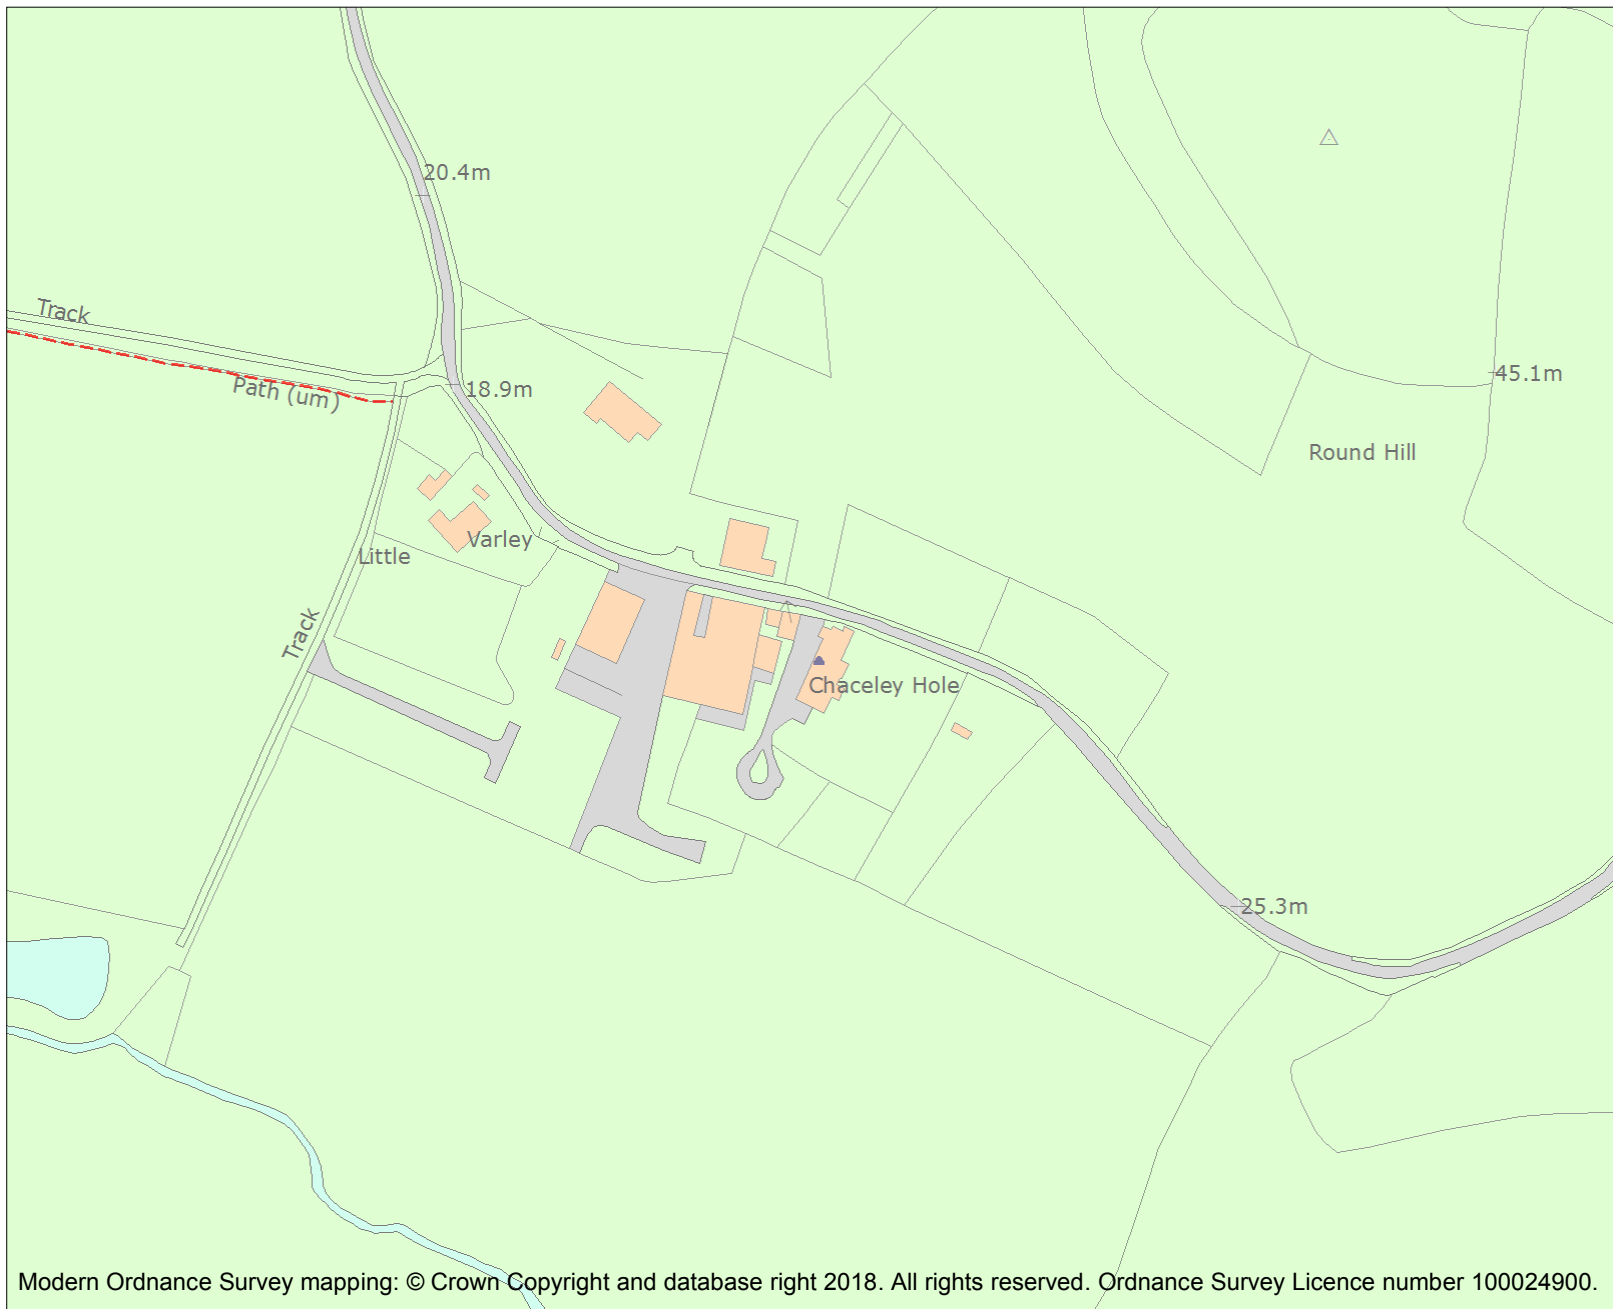 20.4m
Track
18.9m
Path (um)
45.1m
Round Hill
Varley
Little
Track
Chaceley Hole
25.3m
Modern Ordnance Survey mapping: © Crown Copyright and database right 2018. All rights reserved. Ordnance Survey Licence number 100024900.